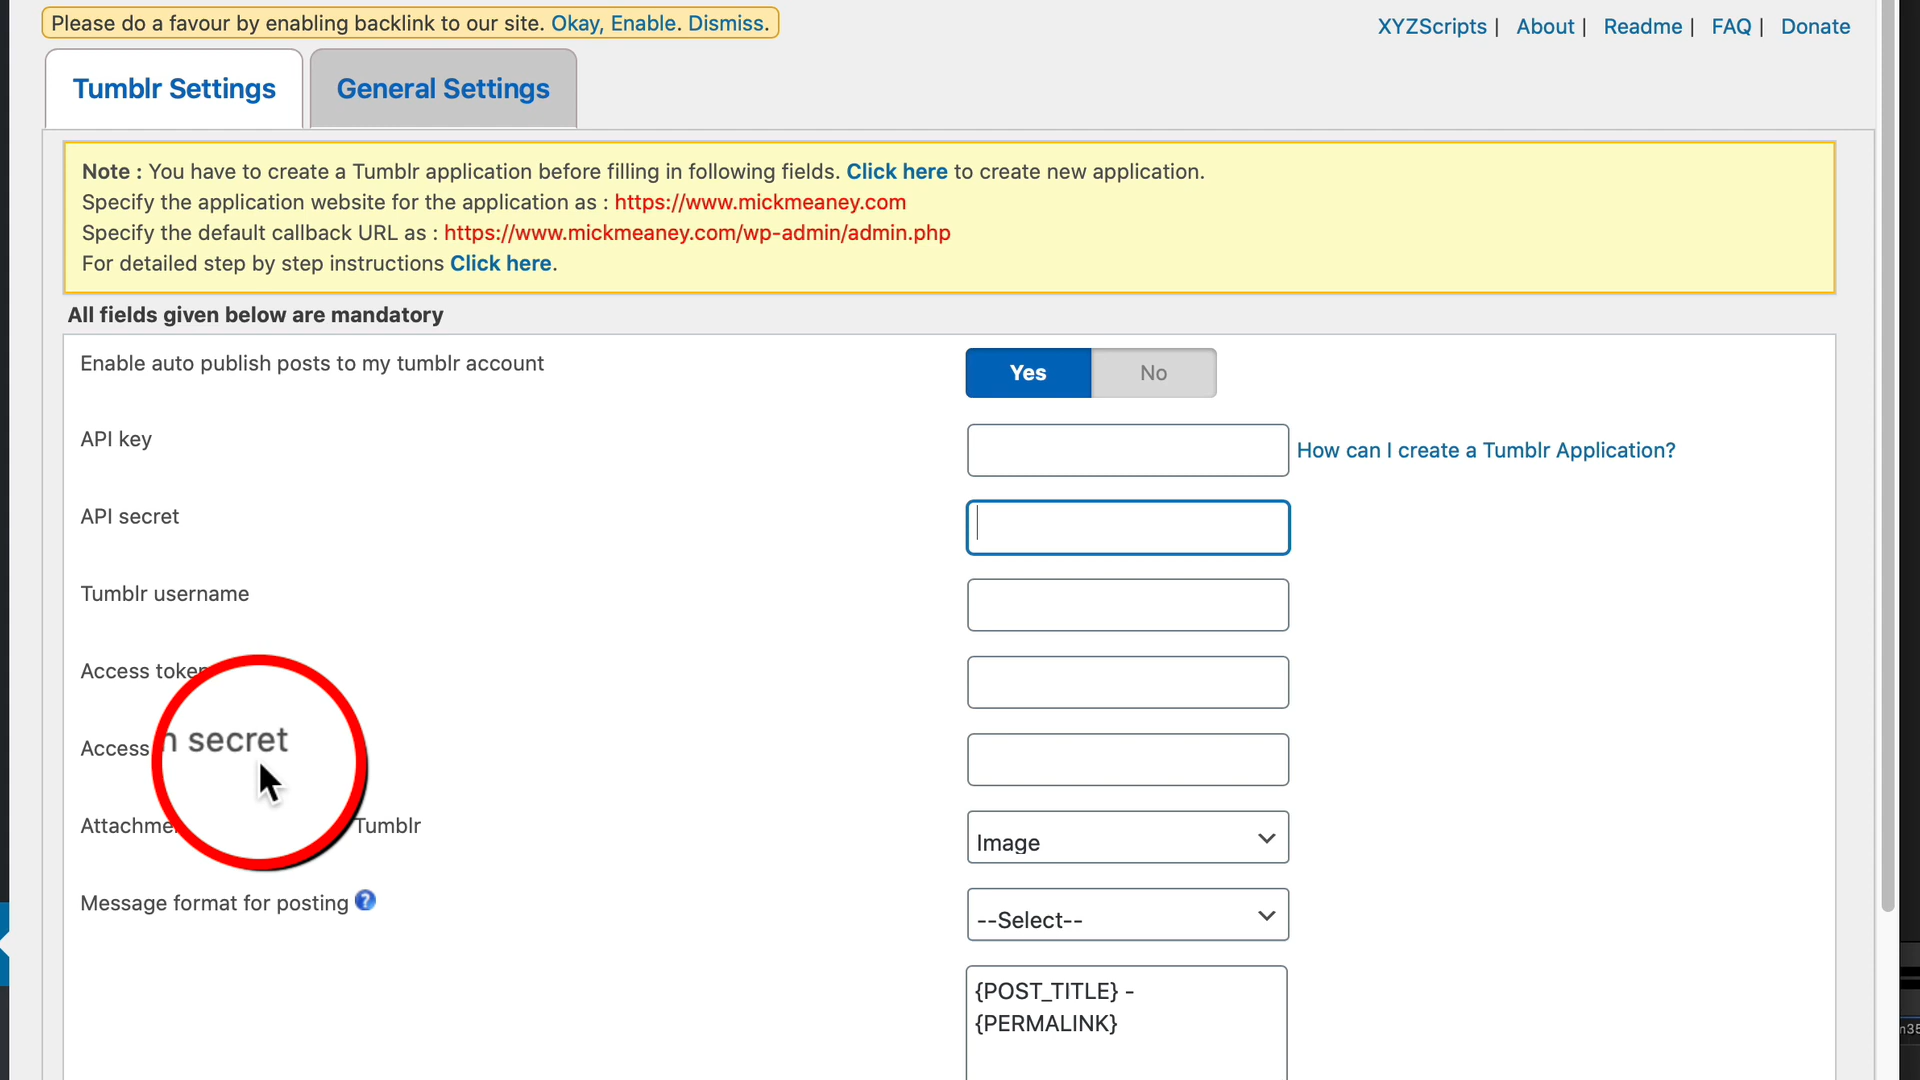 Please do a favour by enabling backlink to our site. Okay, Enable. Dismiss.
XYZScripts | About | Readme | FAQ | Donate
Tumblr Settings
General Settings
Note : You have to create a Tumblr application before filling in following fields. Click here to create new application.
Specify the application website for the application as : https://www.mickmeaney.com
Specify the default callback URL as : https://www.mickmeaney.com/wp-admin/admin.php
For detailed step by step instructions Click here.
All fields given below are mandatory
Enable auto publish posts to my tumblr account
Yes
No
API key
How can I create a Tumblr Application?
API secret
Tumblr username
Access token
Access
secret
Tumblr
Image
Message format for posting
--Select--
{POST_TITLE} -
{PERMALINK}